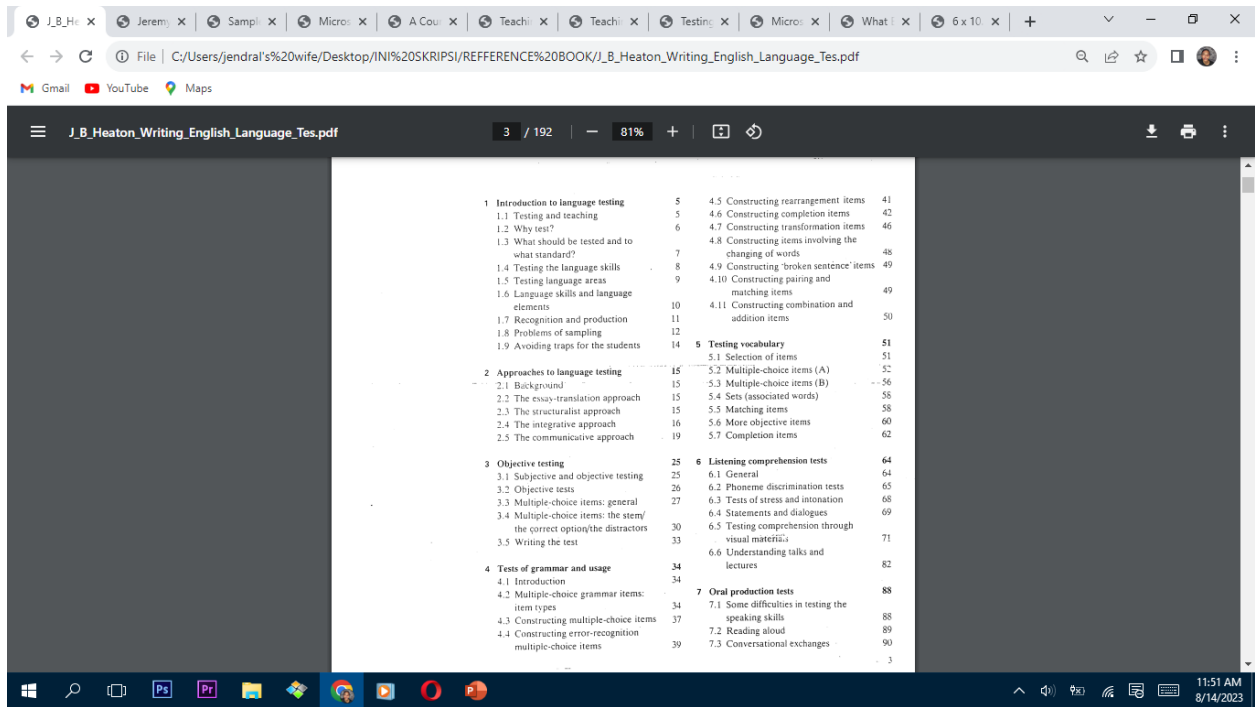 J_B_He
Jeremy
Sampl
Micros
A Cou
Teachi
Teachi
Testing
Micros
What
6 x 10.
File C:/Users/jendral's%20wife/Desktop/INI%20SKRIPSI/REFFERENCE%20BOOK/J_B_Heaton_Writing_English_Language_Tes.pdf
Gmail YouTube Maps
J_B_Heaton_Writing_English_Language_Tes.pdf 3 / 192 81%
1 Introduction to language testing 5
1.1 Testing and teaching 5
1.2 Why test? 6
1.3 What should be tested and to
what standard? 7
1.4 Testing the language skills 8
1.5 Testing language areas 9
1.6 Language skills and language
elements 10
1.7 Recognition and production 11
1.8 Problems of sampling 12
1.9 Avoiding traps for the students 14
2 Approaches to language testing 15
2.1 Background 15
2.2 The essay-translation approach 15
2.3 The structuralist approach 15
2.4 The integrative approach 16
2.5 The communicative approach 19
3 Objective testing 25
3.1 Subjective and objective testing 25
3.2 Objective tests 26
3.3 Multiple-choice items: general 27
3.4 Multiple-choice items: the stem/
the correct option/the distractors 30
3.5 Writing the test 33
4 Tests of grammar and usage 34
4.1 Introduction 34
4.2 Multiple-choice grammar items:
item types 34
4.3 Constructing multiple-choice items 37
4.4 Constructing error-recognition
multiple-choice items 39
4.5 Constructing rearrangement items 41
4.6 Constructing completion items 42
4.7 Constructing transformation items 46
4.8 Constructing items involving the
changing of words 48
4.9 Constructing 'broken sentence' items 49
4.10 Constructing pairing and
matching items 49
4.11 Constructing combination and
addition items 50
5 Testing vocabulary 51
5.1 Selection of items 51
5.2 Multiple-choice items (A) 52
5.3 Multiple-choice items (B) 56
5.4 Sets (associated words) 58
5.5 Matching items 58
5.6 More objective items 60
5.7 Completion items 62
6 Listening comprehension tests 64
6.1 General 64
6.2 Phoneme discrimination tests 65
6.3 Tests of stress and intonation 68
6.4 Statements and dialogues 69
6.5 Testing comprehension through
visual materials 71
6.6 Understanding talks and
lectures 82
7 Oral production tests 88
7.1 Some difficulties in testing the
speaking skills 88
7.2 Reading aloud 89
7.3 Conversational exchanges 90
3
Ps Pr
11:51 AM
8/14/2023